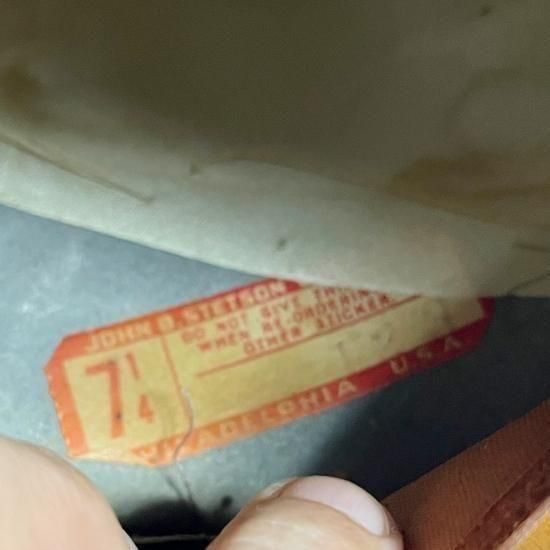 JOHN B. STETSON
DO NOT GIVE THIS
WHEN RE-ORDERING
OTHER STICKER.
7 1/4
PHILADELPHIA U.S.A.